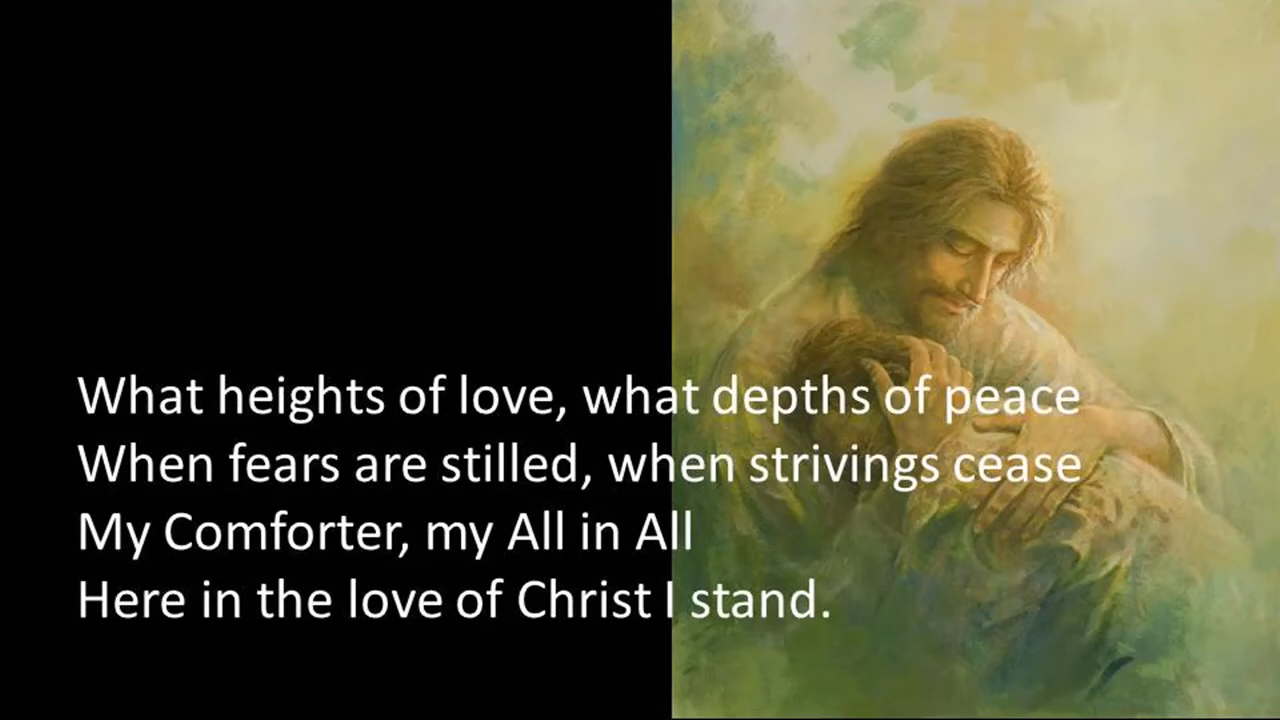 What heights of love, what depths of peace
When fears are stilled, when strivings cease
My Comforter, my All in All
Here in the love of Christ I stand.